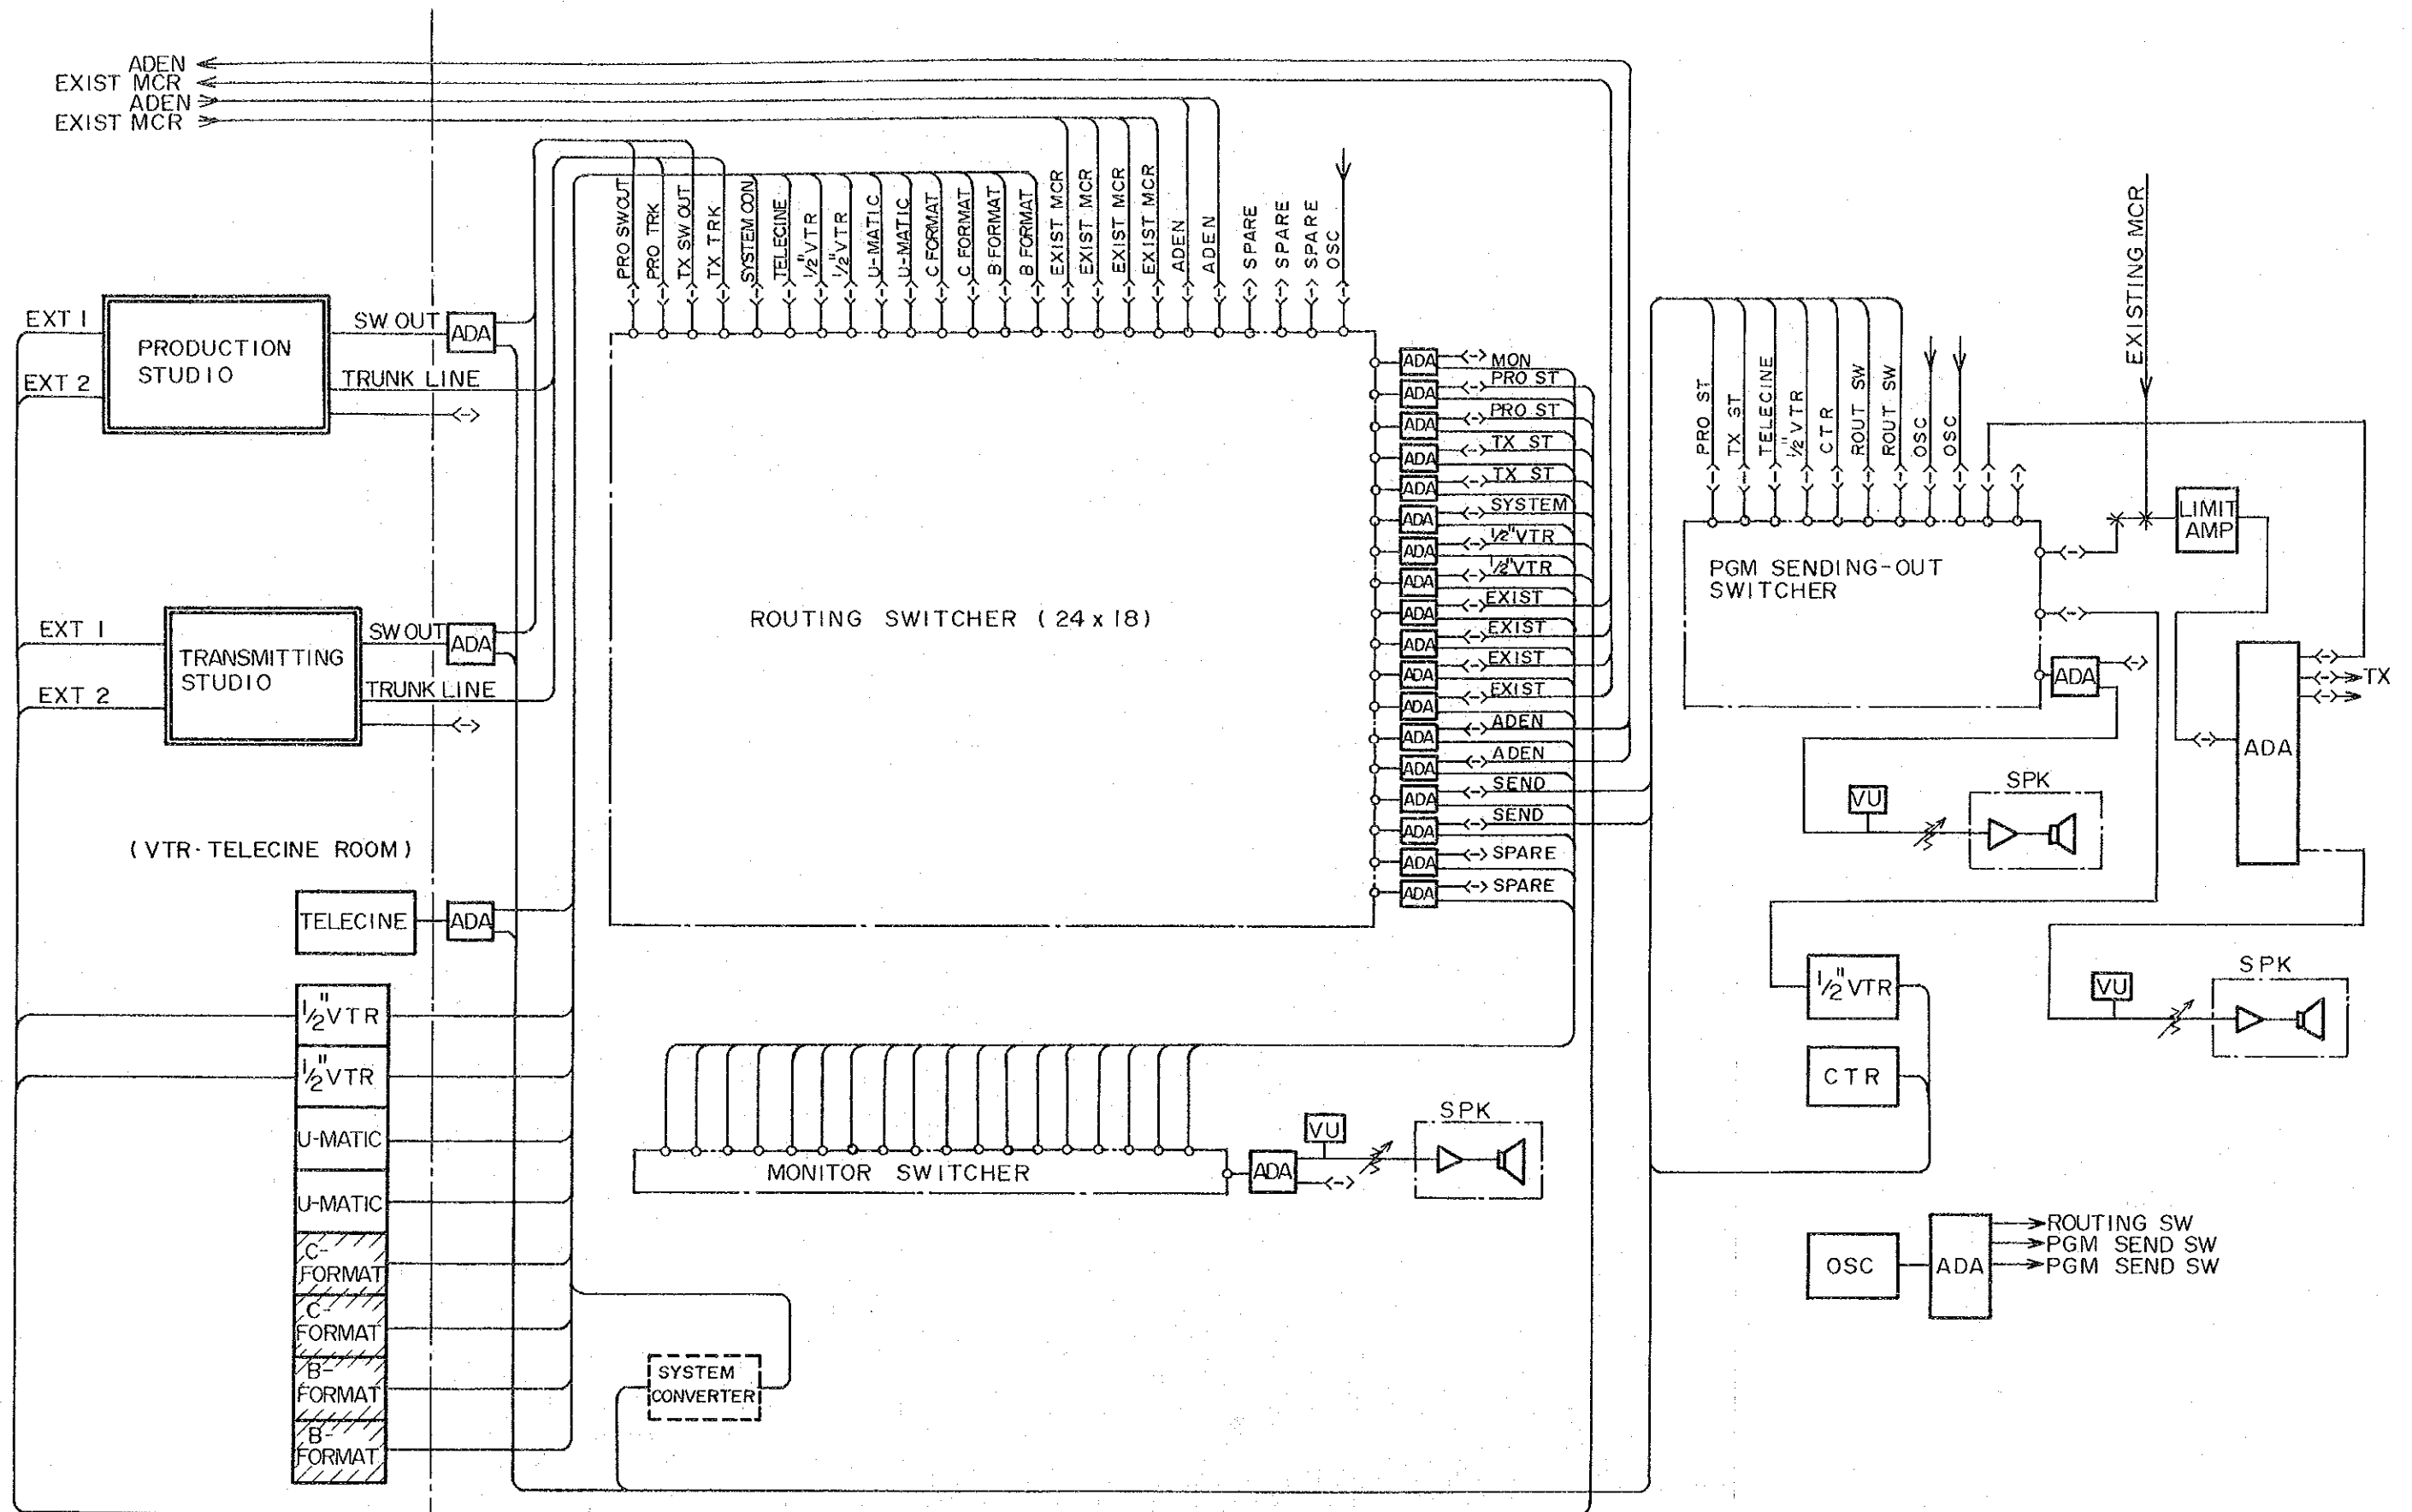 ADEN
EXIST MCR
ADEN
EXIST MCR
PRO SW OUT
PRO TRK
TX SW OUT
TX TRK
SYSTEM CON
TELECINE
1/2"VTR
1/2"VTR
U-MATIC
U-MATIC
C FORMAT
C FORMAT
B FORMAT
B FORMAT
EXIST MCR
EXIST MCR
EXIST MCR
EXIST MCR
ADEN
ADEN
SPARE
SPARE
SPARE
OSC
EXT 1
EXT 2
PRODUCTION
STUDIO
SW OUT
ADA
TRUNK LINE
EXT 1
EXT 2
TRANSMITTING
STUDIO
SW OUT
ADA
TRUNK LINE
(VTR·TELECINE ROOM)
TELECINE
ADA
1/2"VTR
1/2"VTR
U-MATIC
U-MATIC
C-
FORMAT
C-
FORMAT
B-
FORMAT
B-
FORMAT
ROUTING SWITCHER (24 x 18)
ADA MON
ADA PRO ST
ADA PRO ST
ADA TX ST
ADA TX ST
ADA SYSTEM
ADA 1/2"VTR
ADA 1/2"VTR
ADA EXIST
ADA EXIST
ADA EXIST
ADA EXIST
ADA ADEN
ADA ADEN
ADA SEND
ADA SEND
ADA SPARE
ADA SPARE
MONITOR SWITCHER
ADA
VU
SPK
SYSTEM
CONVERTER
PRO ST
TX ST
TELECINE
1/2"VTR
CTR
ROUT SW
ROUT SW
OSC
OSC
EXISTING MCR
PGM SENDING-OUT
SWITCHER
LIMIT
AMP
ADA
ADA
TX
VU
SPK
1/2"VTR
CTR
VU
SPK
OSC
ADA
ROUTING SW
PGM SEND SW
PGM SEND SW